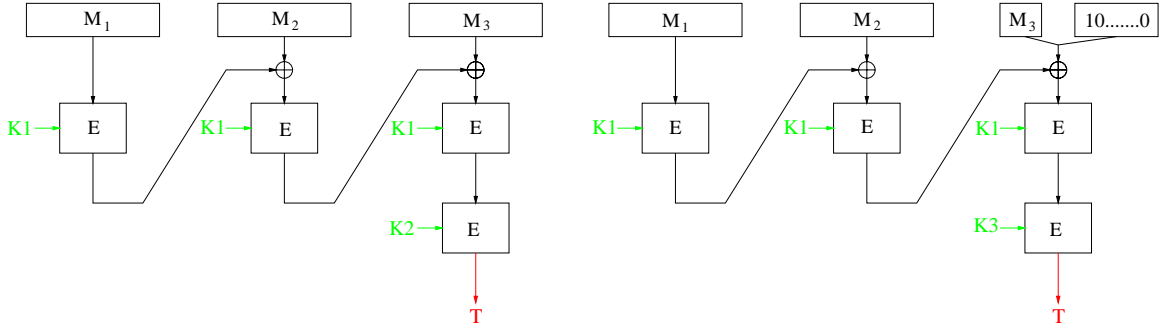 M1 M2 M3 M1 M2 M3 10.......0
K1 E K1 E K1 E K1 E K1 E K1 E
K2 E K3 E
T T